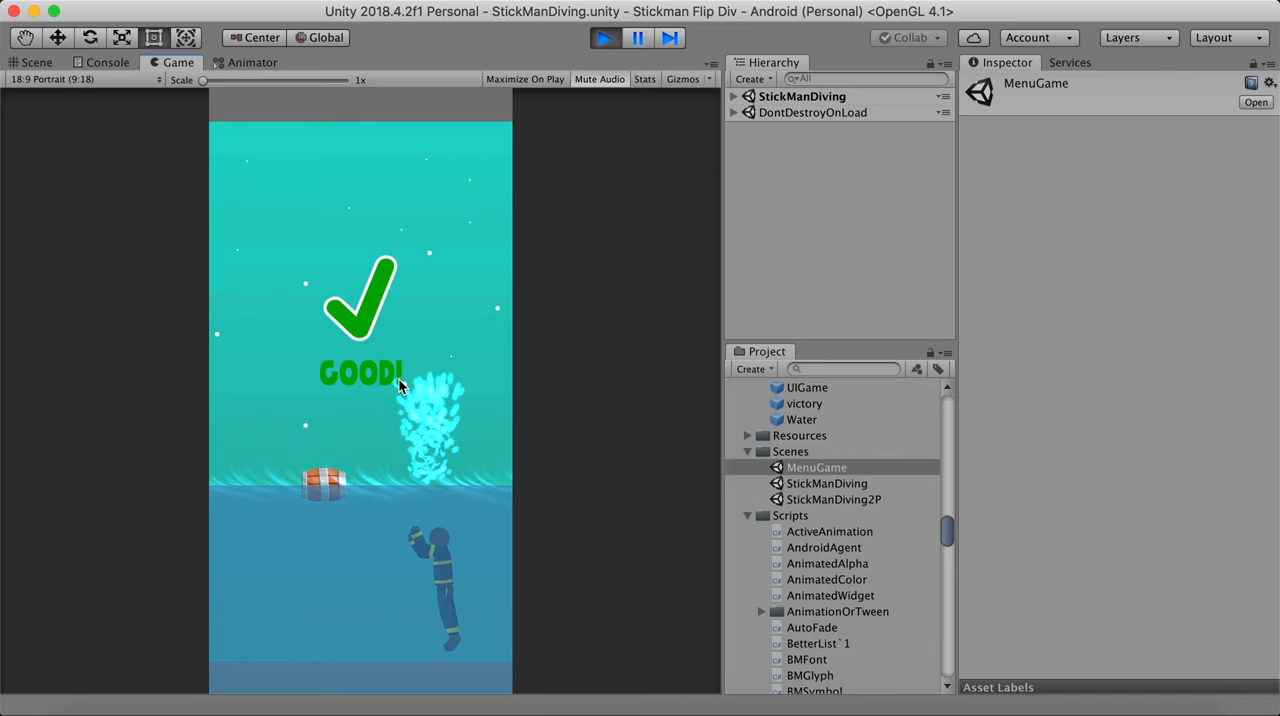 Unity 2018.4.2f1 Personal - StickManDiving.unity - Stickman Flip Div - Android (Personal) <OpenGL 4.1>
Center Global Collab Account Layers Layout
Scene Console Game Animator Hierarchy Inspector Services
18:9 Portrait (9:18) Scale 1x Maximize On Play Mute Audio Stats Gizmos Create All
MenuGame
Open
StickManDiving
DontDestroyOnLoad
GOOD!
Project
Create
UIGame
victory
Water
Resources
Scenes
MenuGame
StickManDiving
StickManDiving2P
Scripts
ActiveAnimation
AndroidAgent
AnimatedAlpha
AnimatedColor
AnimatedWidget
AnimationOrTween
AutoFade
BetterList`1
BMFont
BMGlyph
BMSymbol
Asset Labels